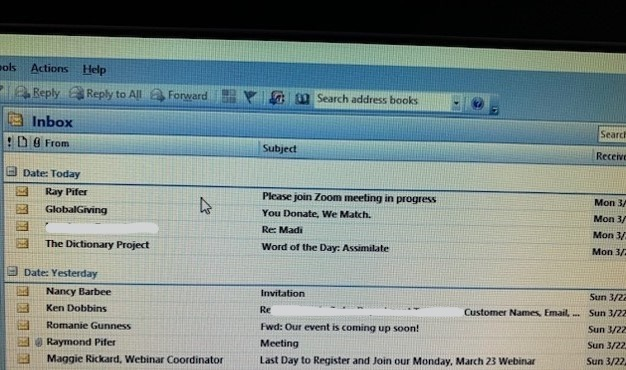 ols Actions Help
Reply Reply to All Forward Search address books
Inbox
Searc
! From Subject Receive
Date: Today
Ray Pifer Please join Zoom meeting in progress Mon 3/
GlobalGiving You Donate, We Match. Mon 3/
Re: Madi Mon 3/
The Dictionary Project Word of the Day: Assimilate Mon 3/
Date: Yesterday
Nancy Barbee Invitation Sun 3/22
Ken Dobbins Re Customer Names, Email, ... Sun 3/22
Romanie Gunness Fwd: Our event is coming up soon! Sun 3/22
Raymond Pifer Meeting Sun 3/22
Maggie Rickard, Webinar Coordinator Last Day to Register and Join our Monday, March 23 Webinar Sun 3/22